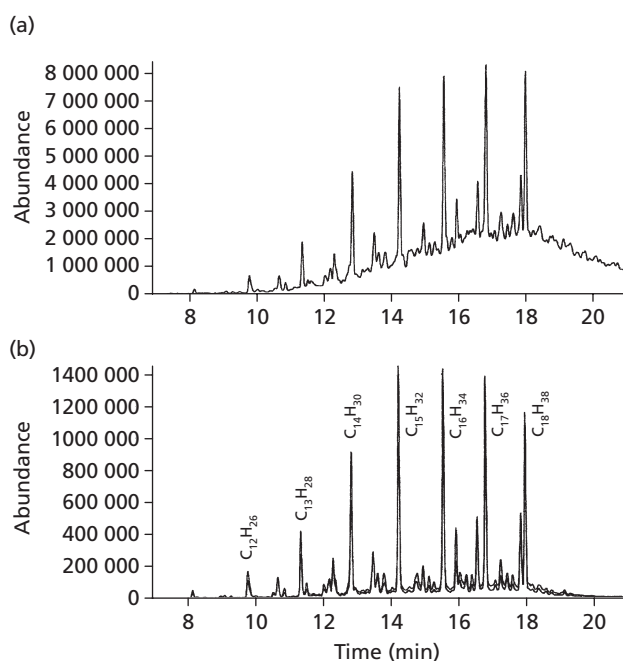 (a)
Abundance
8 000 000
7 000 000
6 000 000
5 000 000
4 000 000
3 000 000
2 000 000
1 000 000
0
8 10 12 14 16 18 20
(b)
Abundance
1400 000
1200 000
1000 000
800 000
600 000
400 000
200 000
0
C₁₂H₂₆
C₁₃H₂₈
C₁₄H₃₀
C₁₅H₃₂
C₁₆H₃₄
C₁₇H₃₆
C₁₈H₃₈
8 10 12 14 16 18 20
Time (min)